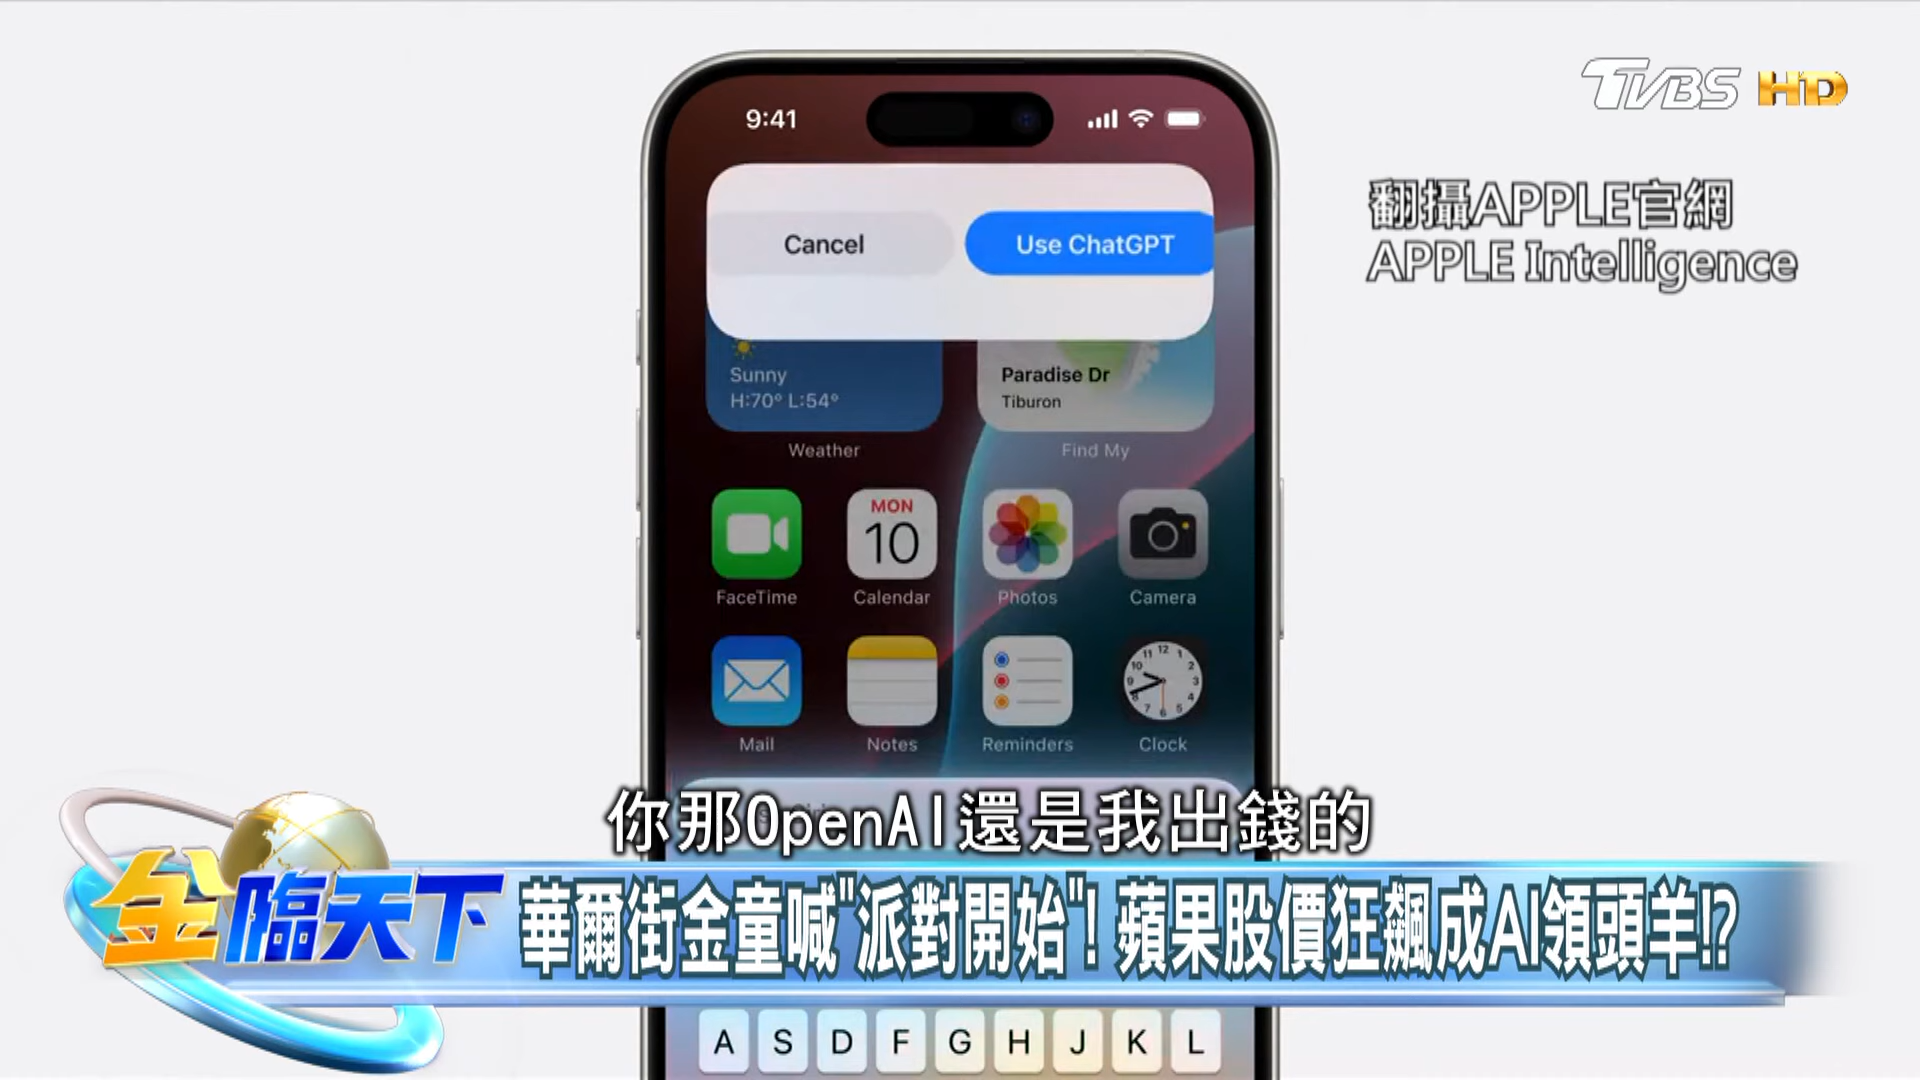 TVBS HD
翻攝APPLE官網
APPLE Intelligence
9:41
Cancel
Use ChatGPT
Sunny
H:70° L:54°
Paradise Dr
Tiburon
Weather
Find My
MON
10
FaceTime
Calendar
Photos
Camera
Mail
Notes
Reminders
Clock
你那OpenAI還是我出錢的
金臨天下
華爾街金童喊"派對開始"! 蘋果股價狂飆成AI領頭羊!?
A S D F G H J K L